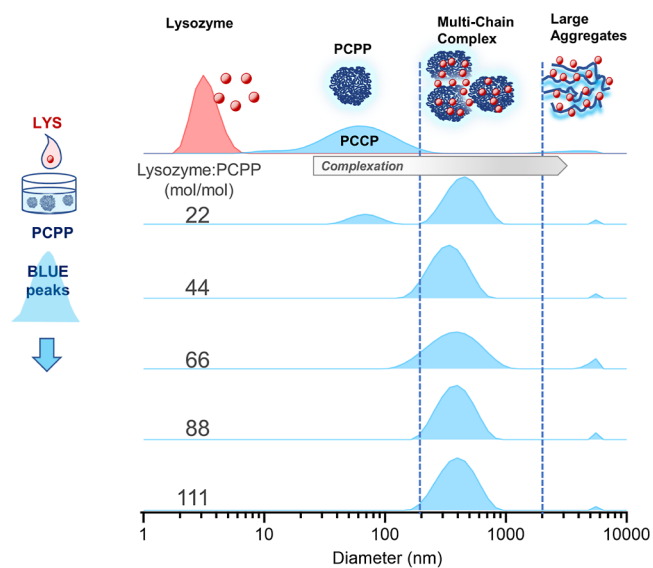 Lysozyme
PCPP
Multi-Chain
Complex
Large
Aggregates
LYS
PCPP
BLUE
peaks
PCCP
Complexation
Lysozyme:PCPP
(mol/mol)
22
44
66
88
111
1
10
100
1000
10000
Diameter (nm)